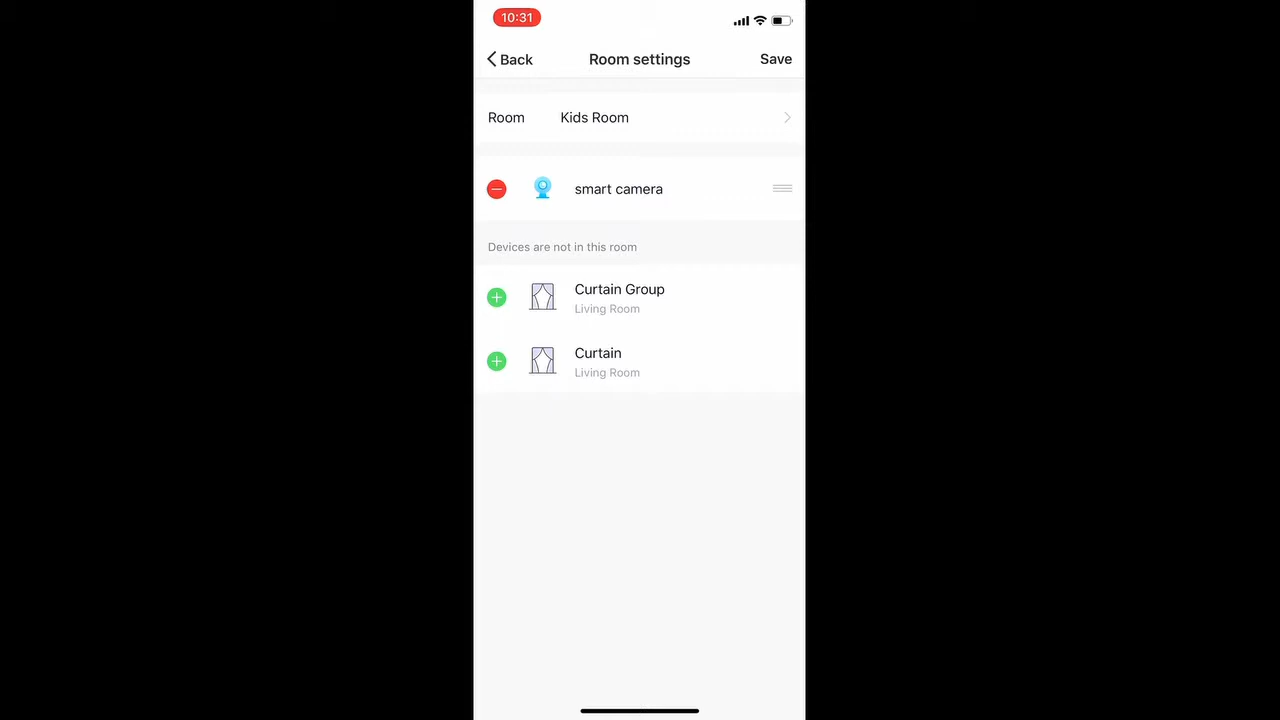 10:31
Back Room settings Save
Room Kids Room
smart camera
Devices are not in this room
Curtain Group
Living Room
Curtain
Living Room